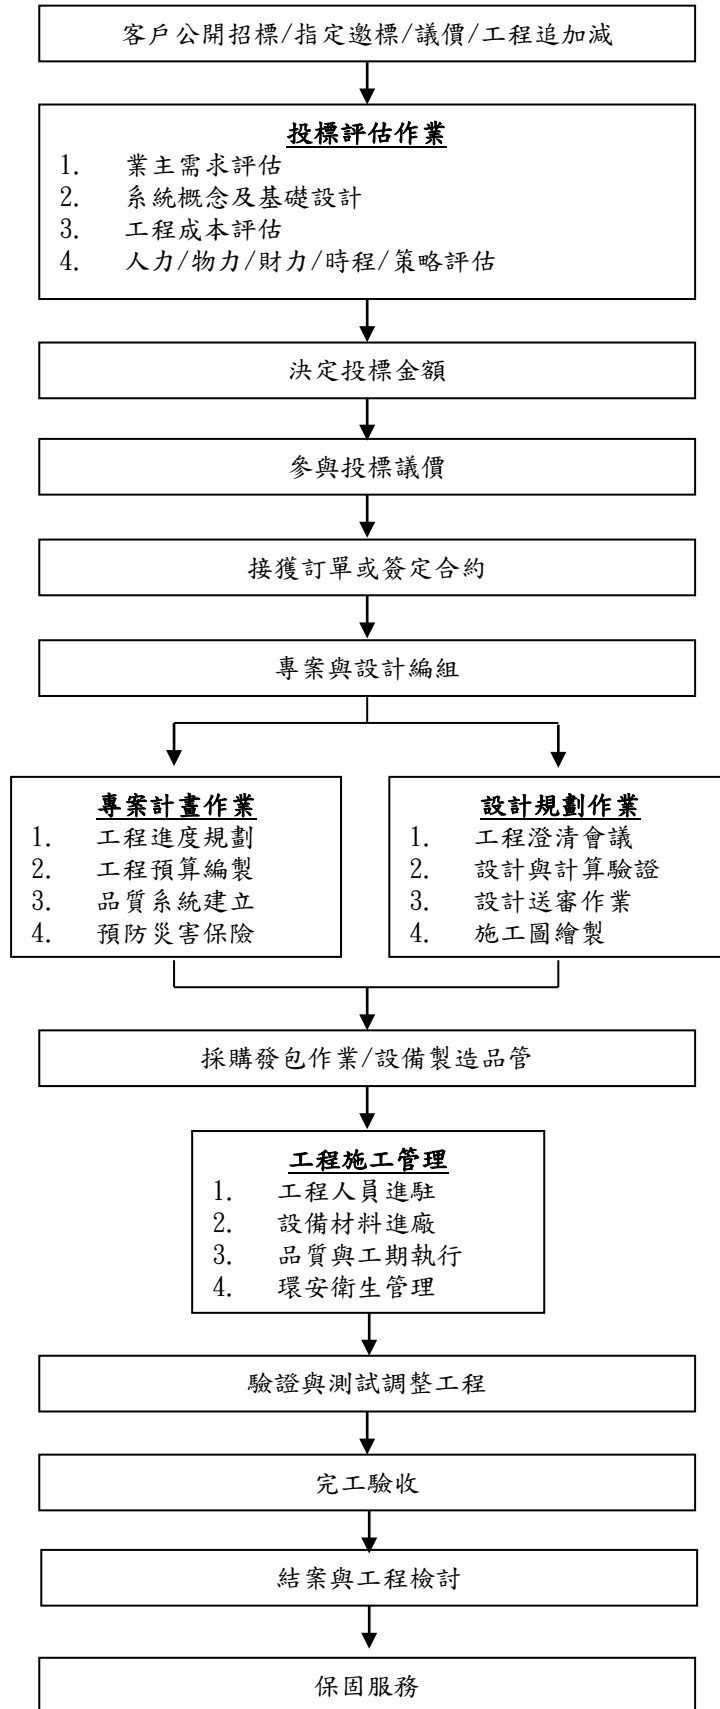 客戶公開招標/指定邀標/議價/工程追加減
投標評估作業
1. 業主需求評估
2. 系統概念及基礎設計
3. 工程成本評估
4. 人力/物力/財力/時程/策略評估
決定投標金額
參與投標議價
接獲訂單或簽定合約
專案與設計編組
專案計畫作業
1. 工程進度規劃
2. 工程預算編製
3. 品質系統建立
4. 預防災害保險
設計規劃作業
1. 工程澄清會議
2. 設計與計算驗證
3. 設計送審作業
4. 施工圖繪製
採購發包作業/設備製造品管
工程施工管理
1. 工程人員進駐
2. 設備材料進廠
3. 品質與工期執行
4. 環安衛生管理
驗證與測試調整工程
完工驗收
結案與工程檢討
保固服務